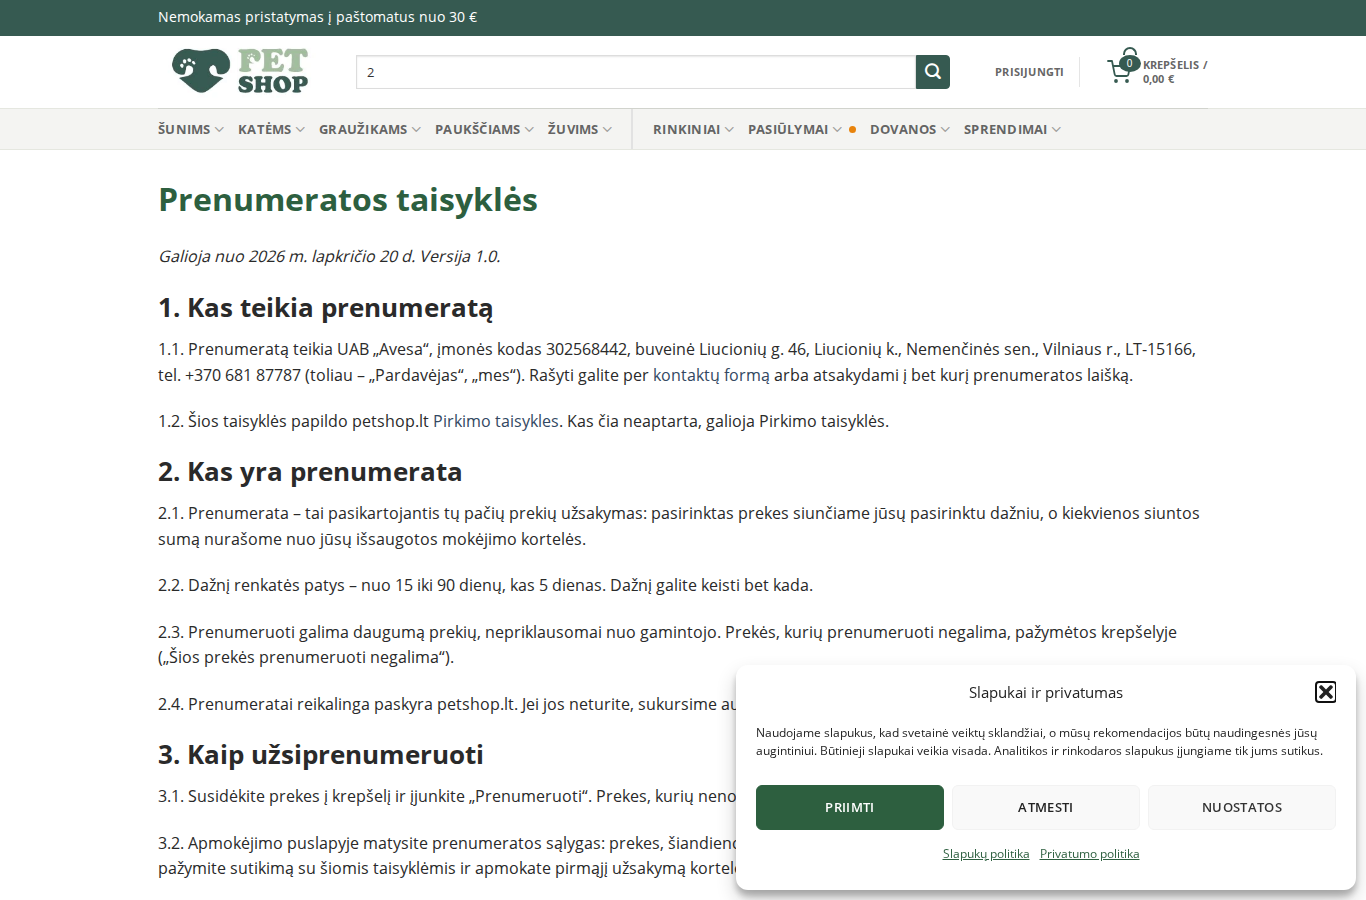 Nemokamas pristatymas į paštomatus nuo 30 €
PET
SHOP
2
PRISIJUNGTI
0
KREPŠELIS /
0,00 €
ŠUNIMS
KATĖMS
GRAUŽIKAMS
PAUKŠČIAMS
ŽUVIMS
RINKINIAI
PASIŪLYMAI
DOVANOS
SPRENDIMAI
Prenumeratos taisyklės
Galioja nuo 2026 m. lapkričio 20 d. Versija 1.0.
1. Kas teikia prenumeratą
1.1. Prenumeratą teikia UAB „Avesa“, įmonės kodas 302568442, buveinė Liucionių g. 46, Liucionių k., Nemenčinės sen., Vilniaus r., LT-15166,
tel. +370 681 87787 (toliau – „Pardavėjas“, „mes“). Rašyti galite per kontaktų formą arba atsakydami į bet kurį prenumeratos laišką.
1.2. Šios taisyklės papildo petshop.lt Pirkimo taisykles. Kas čia neaptarta, galioja Pirkimo taisyklės.
2. Kas yra prenumerata
2.1. Prenumerata – tai pasikartojantis tų pačių prekių užsakymas: pasirinktas prekes siunčiame jūsų pasirinktu dažniu, o kiekvienos siuntos
sumą nurašome nuo jūsų išsaugotos mokėjimo kortelės.
2.2. Dažnį renkatės patys – nuo 15 iki 90 dienų, kas 5 dienas. Dažnį galite keisti bet kada.
2.3. Prenumeruoti galima daugumą prekių, nepriklausomai nuo gamintojo. Prekės, kurių prenumeruoti negalima, pažymėtos krepšelyje
(„Šios prekės prenumeruoti negalima“).
2.4. Prenumeratai reikalinga paskyra petshop.lt. Jei jos neturite, sukursime
3. Kaip užsiprenumeruoti
3.1. Susidėkite prekes į krepšelį ir įjunkite „Prenumeruoti“. Prekes, kurių
3.2. Apmokėjimo puslapyje matysite prenumeratos sąlygas: prekes,
pažymite sutikimą su šiomis taisyklėmis ir apmokate pirmąjį užsakymą
Slapukai ir privatumas
Naudojame slapukus, kad svetainė veiktų sklandžiai, o mūsų rekomendacijos būtų naudingesnės jūsų
augintiniui. Būtinieji slapukai veikia visada. Analitikos ir rinkodaros slapukus įjungiame tik jums sutikus.
PRIIMTI
ATMESTI
NUOSTATOS
Slapukų politika
Privatumo politika